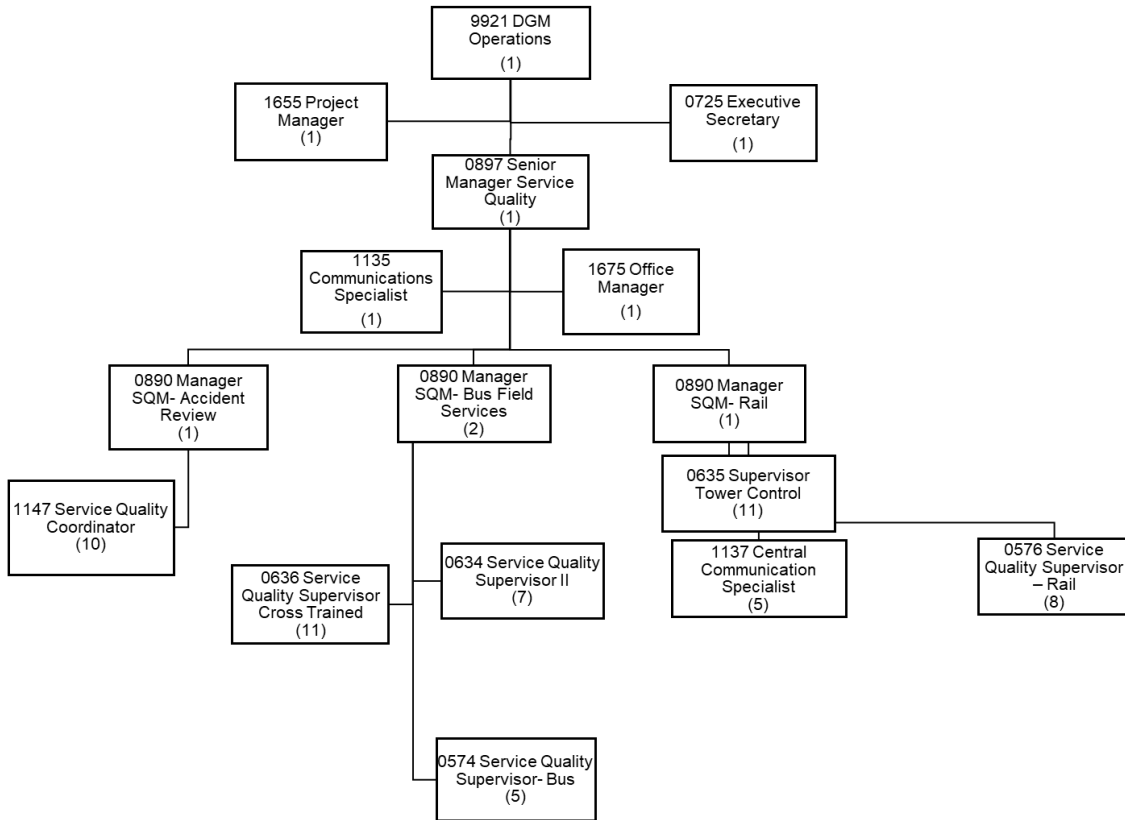 9921 DGM
Operations
(1)
1655 Project
Manager
(1)
0725 Executive
Secretary
(1)
0897 Senior
Manager Service
Quality
(1)
1135
Communications
Specialist
(1)
1675 Office
Manager
(1)
0890 Manager
SQM- Accident
Review
(1)
0890 Manager
SQM- Bus Field
Services
(2)
0890 Manager
SQM- Rail
(1)
1147 Service Quality
Coordinator
(10)
0635 Supervisor
Tower Control
(11)
0636 Service
Quality Supervisor
Cross Trained
(11)
0634 Service Quality
Supervisor II
(7)
1137 Central
Communication
Specialist
(5)
0576 Service
Quality Supervisor
– Rail
(8)
0574 Service Quality
Supervisor- Bus
(5)